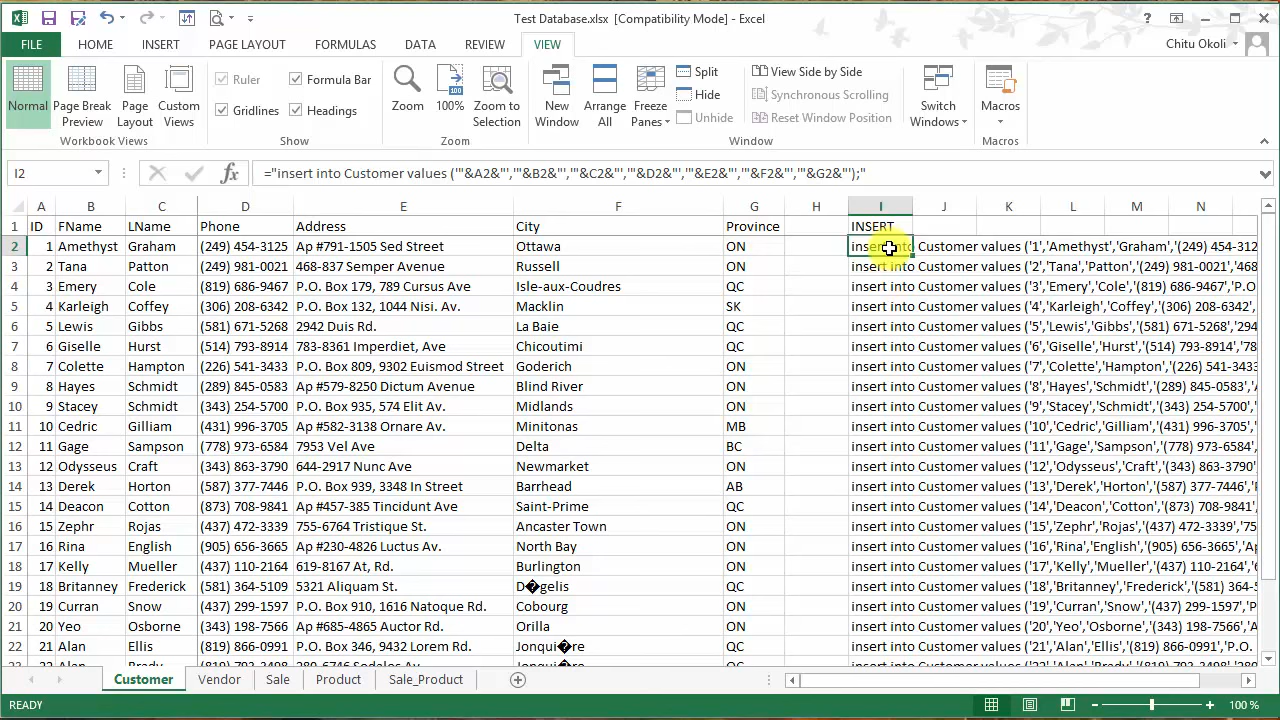 Test Database.xlsx [Compatibility Mode] - Excel
FILE HOME INSERT PAGE LAYOUT FORMULAS DATA REVIEW VIEW Chitu Okoli
Normal Page Break Preview Page Layout Custom Views
Ruler Formula Bar
Gridlines Headings
Zoom 100% Zoom to Selection
New Window Arrange All Freeze Panes
Split
Hide
Unhide
View Side by Side
Synchronous Scrolling
Reset Window Position
Switch Windows Macros
Workbook Views Show Zoom Window Macros
I2 fx ="insert into Customer values ('"&A2&"','"&B2&"','"&C2&"','"&D2&"','"&E2&"','"&F2&"','"&G2&"');"
A B C D E F G H I J K L M N
1 ID FName LName Phone Address City Province INSERT
2 1 Amethyst Graham (249) 454-3125 Ap #791-1505 Sed Street Ottawa ON insert into Customer values ('1','Amethyst','Graham','(249) 454-312
3 2 Tana Patton (249) 981-0021 468-837 Semper Avenue Russell ON insert into Customer values ('2','Tana','Patton','(249) 981-0021','468
4 3 Emery Cole (819) 686-9467 P.O. Box 179, 789 Cursus Ave Isle-aux-Coudres QC insert into Customer values ('3','Emery','Cole','(819) 686-9467','P.O
5 4 Karleigh Coffey (306) 208-6342 P.O. Box 132, 1044 Nisi. Av. Macklin SK insert into Customer values ('4','Karleigh','Coffey','(306) 208-6342',
6 5 Lewis Gibbs (581) 671-5268 2942 Duis Rd. La Baie QC insert into Customer values ('5','Lewis','Gibbs','(581) 671-5268','294
7 6 Giselle Hurst (514) 793-8914 783-8361 Imperdiet, Ave Chicoutimi QC insert into Customer values ('6','Giselle','Hurst','(514) 793-8914','78
8 7 Colette Hampton (226) 541-3433 P.O. Box 809, 9302 Euismod Street Goderich ON insert into Customer values ('7','Colette','Hampton','(226) 541-3433
9 8 Hayes Schmidt (289) 845-0583 Ap #579-8250 Dictum Avenue Blind River ON insert into Customer values ('8','Hayes','Schmidt','(289) 845-0583','A
10 9 Stacey Schmidt (343) 254-5700 P.O. Box 935, 574 Elit Av. Midlands ON insert into Customer values ('9','Stacey','Schmidt','(343) 254-5700','
11 10 Cedric Gilliam (431) 996-3705 Ap #582-3138 Ornare Av. Minitonas MB insert into Customer values ('10','Cedric','Gilliam','(431) 996-3705',
12 11 Gage Sampson (778) 973-6584 7953 Vel Ave Delta BC insert into Customer values ('11','Gage','Sampson','(778) 973-6584',
13 12 Odysseus Craft (343) 863-3790 644-2917 Nunc Ave Newmarket ON insert into Customer values ('12','Odysseus','Craft','(343) 863-3790'
14 13 Derek Horton (587) 377-7446 P.O. Box 939, 3348 In Street Barrhead AB insert into Customer values ('13','Derek','Horton','(587) 377-7446','P
15 14 Deacon Cotton (873) 708-9841 Ap #457-385 Tincidunt Ave Saint-Prime QC insert into Customer values ('14','Deacon','Cotton','(873) 708-9841'
16 15 Zephr Rojas (437) 472-3339 755-6764 Tristique St. Ancaster Town ON insert into Customer values ('15','Zephr','Rojas','(437) 472-3339','75
17 16 Rina English (905) 656-3665 Ap #230-4826 Luctus Av. North Bay ON insert into Customer values ('16','Rina','English','(905) 656-3665','Ap
18 17 Kelly Mueller (437) 110-2164 619-8167 At, Rd. Burlington ON insert into Customer values ('17','Kelly','Mueller','(437) 110-2164','6
19 18 Britanney Frederick (581) 364-5109 5321 Aliquam St. D�gelis QC insert into Customer values ('18','Britanney','Frederick','(581) 364-5
20 19 Curran Snow (437) 299-1597 P.O. Box 910, 1616 Natoque Rd. Cobourg ON insert into Customer values ('19','Curran','Snow','(437) 299-1597','P
21 20 Yeo Osborne (343) 198-7566 Ap #685-4865 Auctor Rd. Orilla ON insert into Customer values ('20','Yeo','Osborne','(343) 198-7566','A
22 21 Alan Ellis (819) 866-0991 P.O. Box 346, 9432 Lorem Rd. Jonqui�re QC insert into Customer values ('21','Alan','Ellis','(819) 866-0991','P.O.
Customer Vendor Sale Product Sale_Product
READY 100 %